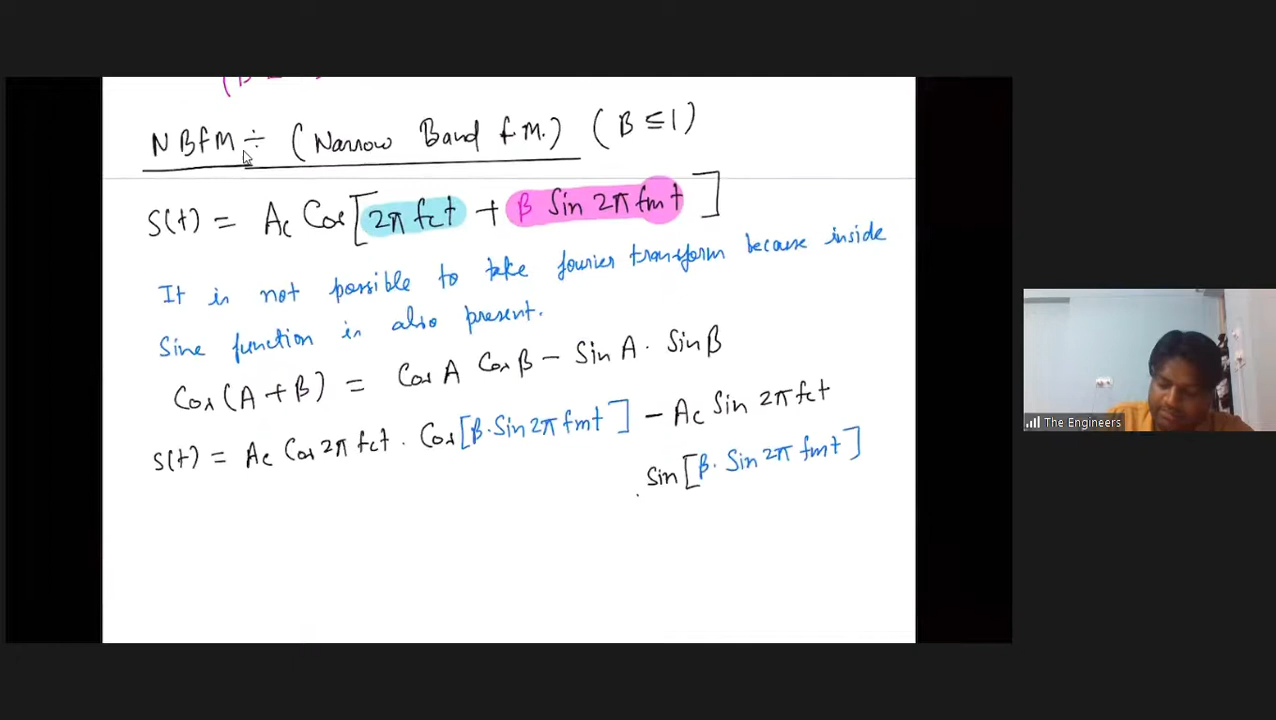 NBFM ÷ (Narrow Band f.M.) (B ≤ 1)
S(t) = Ac Cos[2π fct + β Sin 2π fmt]
It is not possible to take fourier transform because inside
Sine function is also present.
Cos(A+B) = Cos A Cos B – Sin A · Sin B
S(t) = Ac Cos 2π fct · Cos[β·Sin 2π fmt] – Ac Sin 2π fct
· Sin[β· Sin 2π fmt]
The Engineers